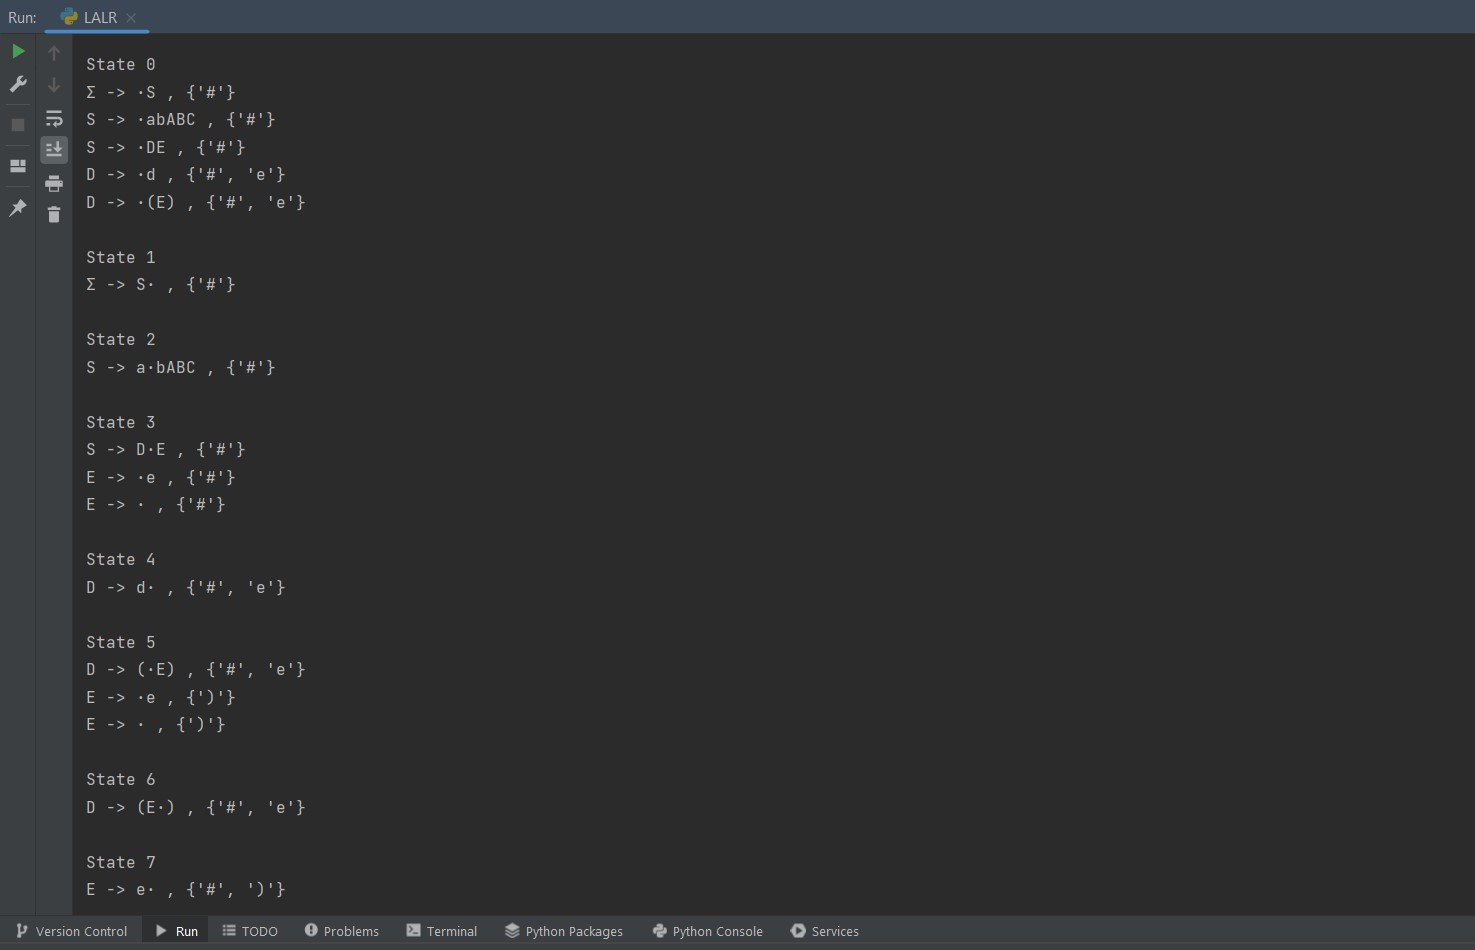 Run: LALR
State 0
Σ -> ·S , {'#'}
S -> ·abABC , {'#'}
S -> ·DE , {'#'}
D -> ·d , {'#', 'e'}
D -> ·(E) , {'#', 'e'}
State 1
Σ -> S· , {'#'}
State 2
S -> a·bABC , {'#'}
State 3
S -> D·E , {'#'}
E -> ·e , {'#'}
E -> · , {'#'}
State 4
D -> d· , {'#', 'e'}
State 5
D -> (·E) , {'#', 'e'}
E -> ·e , {')'}
E -> · , {')'}
State 6
D -> (E·) , {'#', 'e'}
State 7
E -> e· , {'#', ')'}
Version Control Run TODO Problems Terminal Python Packages Python Console Services